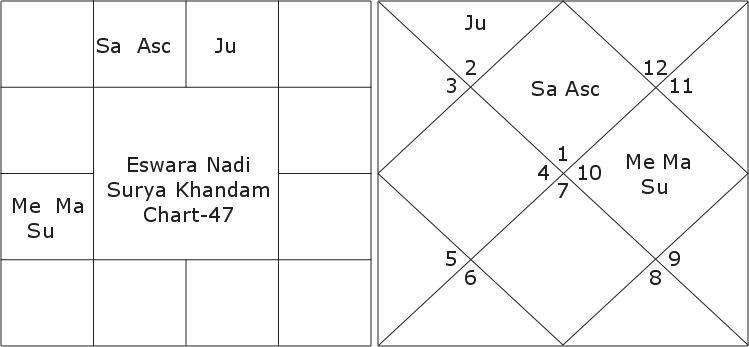 Sa Asc
Ju
Eswara Nadi
Surya Khandam
Chart-47
Me Ma
Su
Ju
2
3
12
11
Sa Asc
1
4
10
7
Me Ma
Su
5
6
9
8